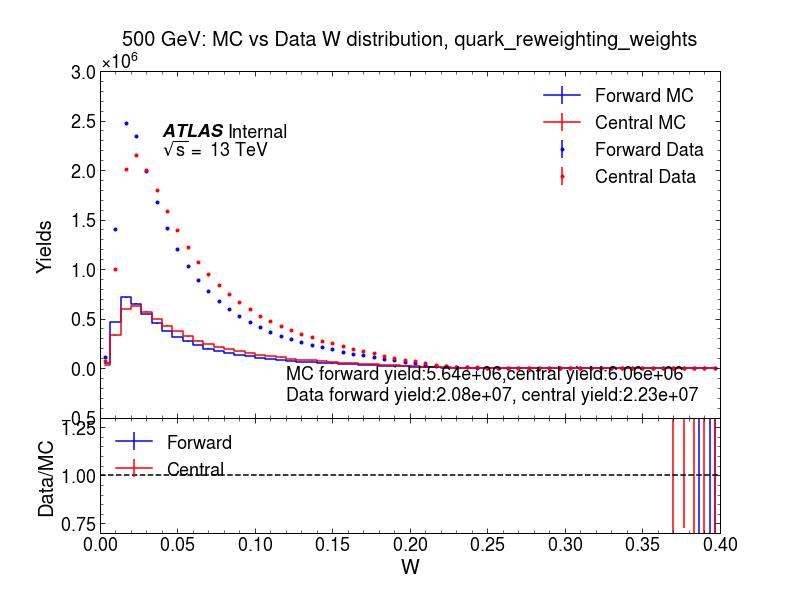 500 GeV: MC vs Data W distribution, quark_reweighting_weights
×10⁶
3.0
2.5
2.0
1.5
1.0
0.5
0.0
0.5
Yields
ATLAS Internal
√s = 13 TeV
Forward MC
Central MC
Forward Data
Central Data
MC forward yield:5.64e+06,central yield:6.06e+06
Data forward yield:2.08e+07, central yield:2.23e+07
1.25
1.00
0.75
Data/MC
Forward
Central
0.00 0.05 0.10 0.15 0.20 0.25 0.30 0.35 0.40
W